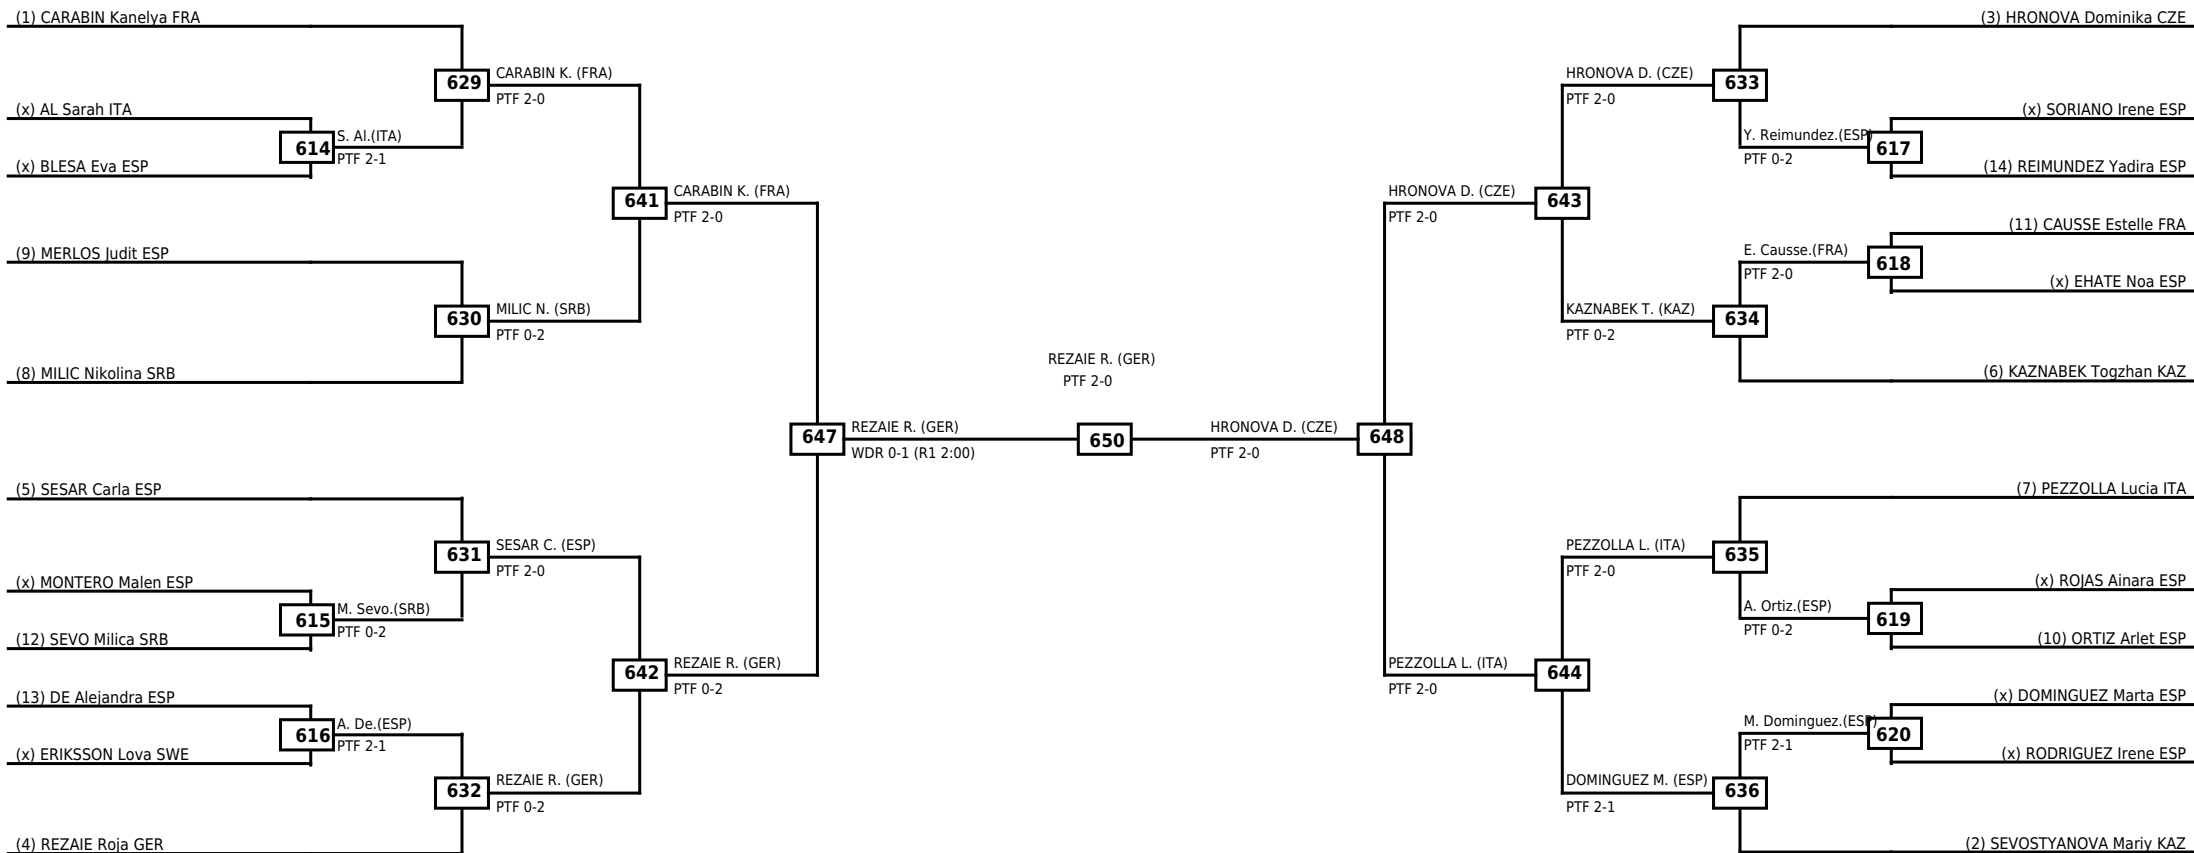 (1) CARABIN Kanelya FRA
629
CARABIN K. (FRA)
PTF 2-0
(x) AL Sarah ITA
614
S. Al.(ITA)
PTF 2-1
(x) BLESA Eva ESP
641
CARABIN K. (FRA)
PTF 2-0
(9) MERLOS Judit ESP
630
MILIC N. (SRB)
PTF 0-2
(8) MILIC Nikolina SRB
647
REZAIE R. (GER)
WDR 0-1 (R1 2:00)
(5) SESAR Carla ESP
631
SESAR C. (ESP)
PTF 2-0
(x) MONTERO Malen ESP
615
M. Sevo.(SRB)
PTF 0-2
(12) SEVO Milica SRB
642
REZAIE R. (GER)
PTF 0-2
(13) DE Alejandra ESP
616
A. De.(ESP)
PTF 2-1
(x) ERIKSSON Lova SWE
632
REZAIE R. (GER)
PTF 0-2
(4) REZAIE Roja GER
REZAIE R. (GER)
PTF 2-0
650
HRONOVA D. (CZE)
PTF 2-0
648
(3) HRONOVA Dominika CZE
HRONOVA D. (CZE)
PTF 2-0
633
(x) SORIANO Irene ESP
Y. Reimundez.(ESP)
PTF 0-2
617
(14) REIMUNDEZ Yadira ESP
HRONOVA D. (CZE)
PTF 2-0
643
(11) CAUSSE Estelle FRA
E. Causse.(FRA)
PTF 2-0
618
(x) EHATE Noa ESP
KAZNABEK T. (KAZ)
PTF 0-2
634
(6) KAZNABEK Togzhan KAZ
(7) PEZZOLLA Lucia ITA
PEZZOLLA L. (ITA)
PTF 2-0
635
(x) ROJAS Ainara ESP
A. Ortiz.(ESP)
PTF 0-2
619
(10) ORTIZ Arlet ESP
PEZZOLLA L. (ITA)
PTF 2-0
644
(x) DOMINGUEZ Marta ESP
M. Dominguez.(ESP)
PTF 2-1
620
(x) RODRIGUEZ Irene ESP
DOMINGUEZ M. (ESP)
PTF 2-1
636
(2) SEVOSTYANOVA Mariy KAZ